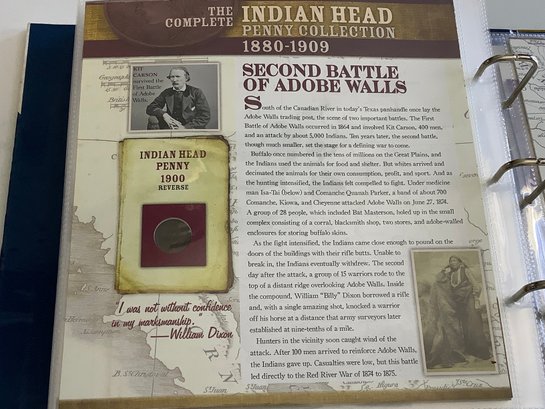 THE COMPLETE
INDIAN HEAD
PENNY COLLECTION
1880-1909
KIT
CARSON
survived the
First Battle
of Adobe
Walls.
INDIAN HEAD
PENNY
1900
REVERSE
"I was not without confidence
in my marksmanship."
—William Dixon
SECOND BATTLE
OF ADOBE WALLS
South of the Canadian River in today's Texas panhandle once lay the
Adobe Walls trading post, the scene of two important battles. The First
Battle of Adobe Walls occurred in 1864 and involved Kit Carson, 400 men,
and an attack by about 5,000 Indians. Ten years later, the second battle,
though much smaller, set the stage for a defining war to come.
Buffalo once numbered in the tens of millions on the Great Plains, and
the Indians used the animals for food and shelter. But whites arrived and
decimated the animals for their own consumption, profit, and sport. And as
the hunting intensified, the Indians felt compelled to fight. Under medicine
man Isa-Tai (below) and Comanche Quanah Parker, a band of about 700
Comanche, Kiowa, and Cheyenne attacked Adobe Walls on June 27, 1874.
A group of 28 people, which included Bat Masterson, holed up in the small
complex consisting of a corral, blacksmith shop, two stores, and adobe-walled
enclosures for storing buffalo skins.
As the fight intensified, the Indians came close enough to pound on the
doors of the buildings with their rifle butts. Unable to
break in, the Indians eventually withdrew. The second
day after the attack, a group of 15 warriors rode to the
top of a distant ridge overlooking Adobe Walls. Inside
the compound, William "Billy" Dixon borrowed a rifle
and, with a single amazing shot, knocked a warrior
off his horse at a distance that army surveyors later
established at nine-tenths of a mile.
Hunters in the vicinity soon caught wind of the
attack. After 100 men arrived to reinforce Adobe Walls,
the Indians gave up. Casualties were low, but this battle
led directly to the Red River War of 1874 to 1875.